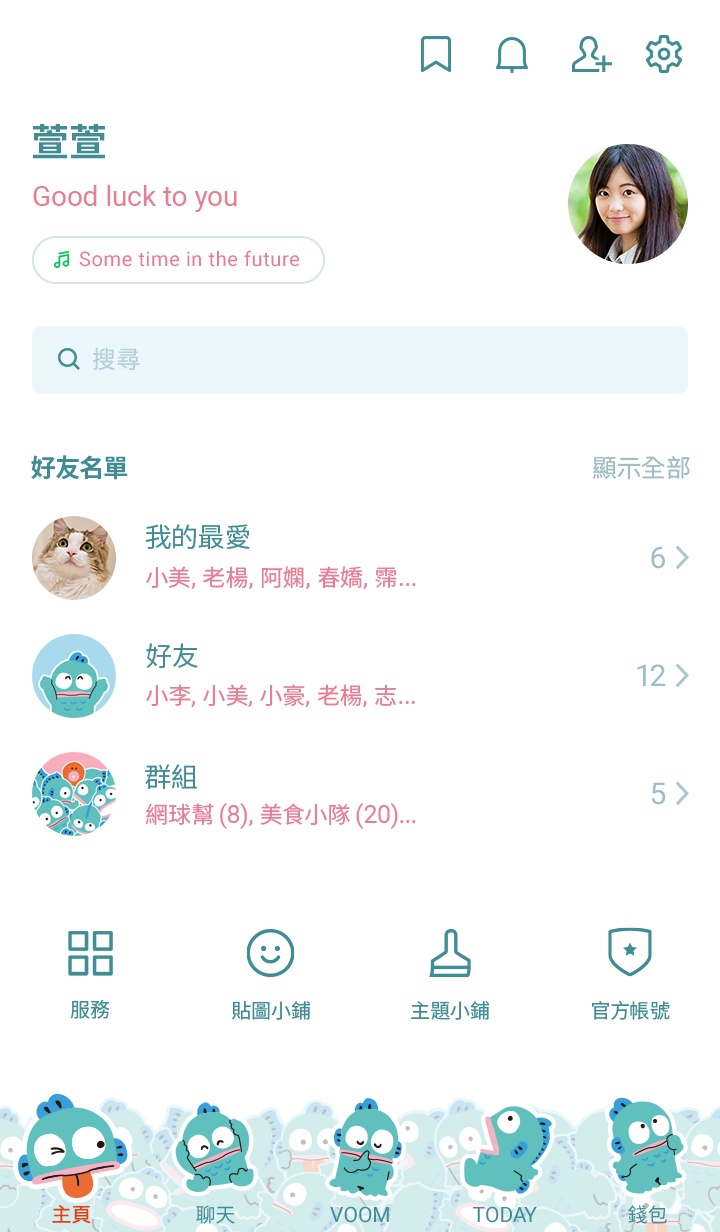 萱萱
Good luck to you
Some time in the future
搜尋
好友名單
顯示全部
我的最愛
小美, 老楊, 阿嫻, 春嬌, 霈...
6
好友
小李, 小美, 小豪, 老楊, 志...
12
群組
網球幫 (8), 美食小隊 (20)...
5
服務
貼圖小鋪
主題小鋪
官方帳號
主頁
聊天
VOOM
TODAY
錢包